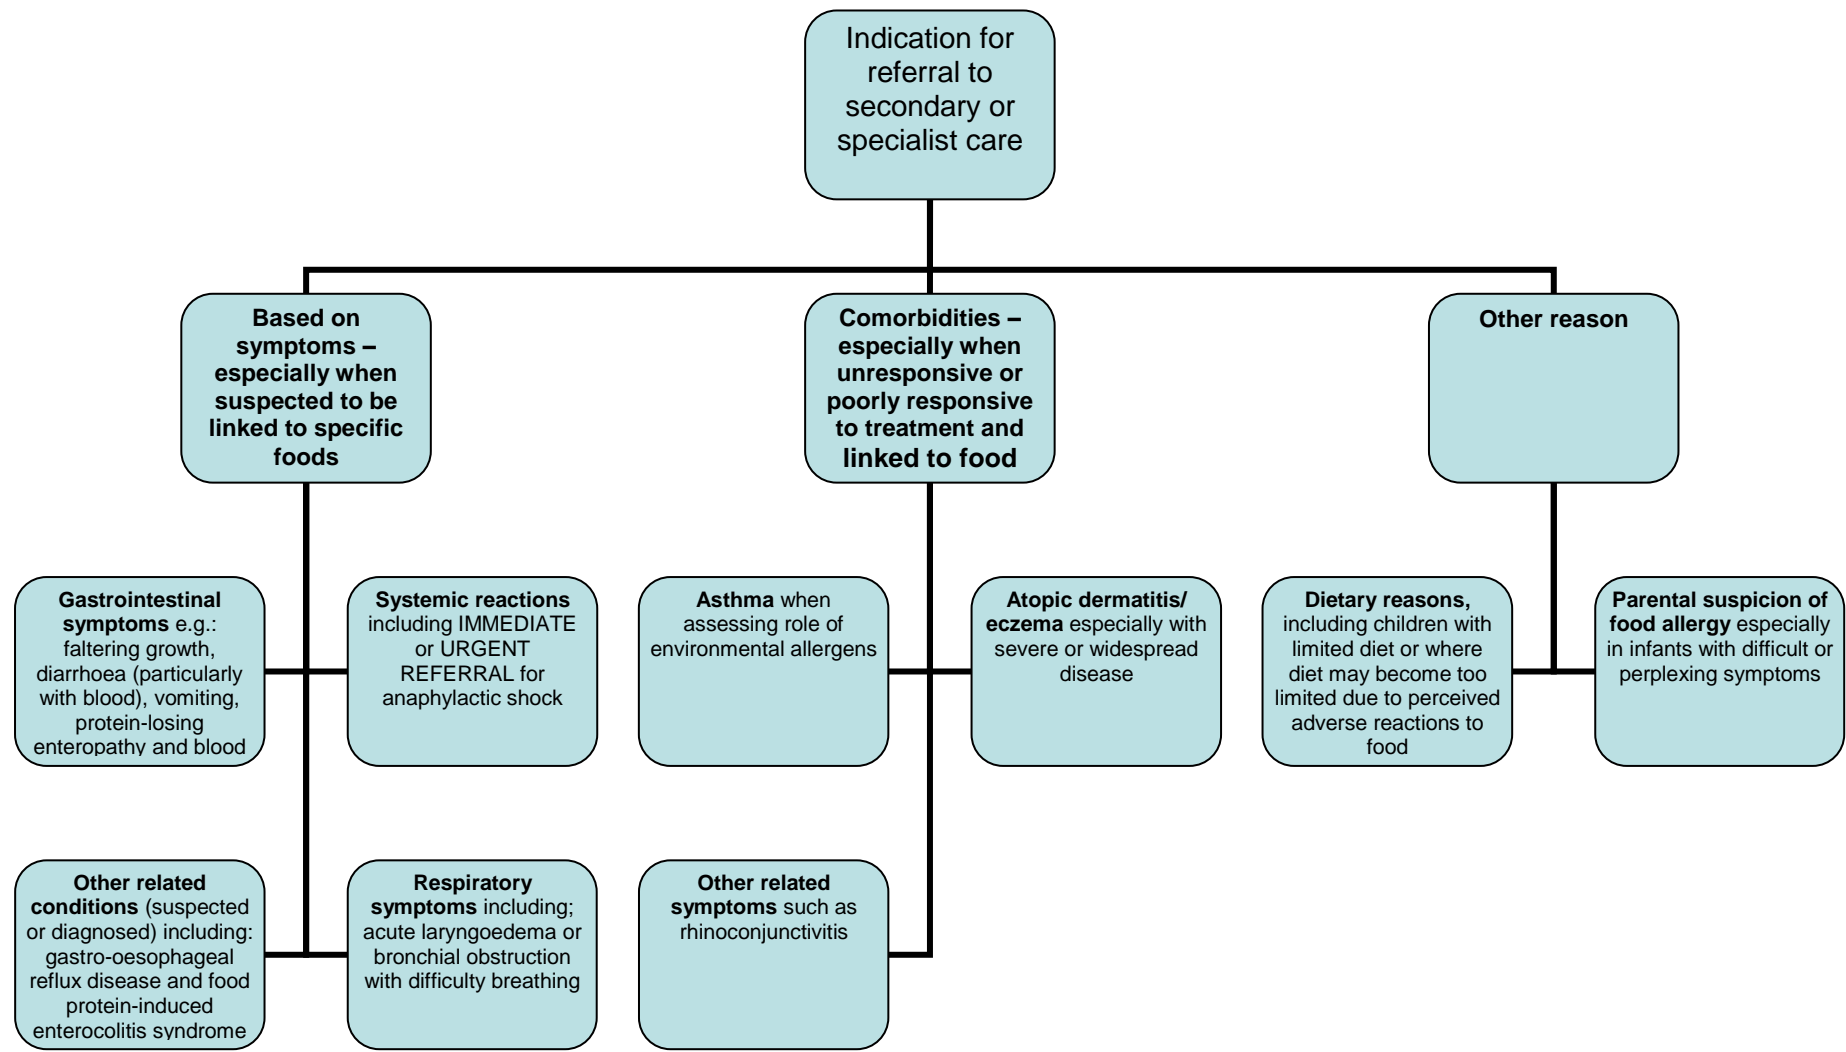 Indication for
referral to
secondary or
specialist care
Based on
symptoms –
especially when
suspected to be
linked to specific
foods
Comorbidities –
especially when
unresponsive or
poorly responsive
to treatment and
linked to food
Other reason
Gastrointestinal
symptoms e.g.:
faltering growth,
diarrhoea (particularly
with blood), vomiting,
protein-losing
enteropathy and blood
Systemic reactions
including IMMEDIATE
or URGENT
REFERRAL for
anaphylactic shock
Asthma when
assessing role of
environmental allergens
Atopic dermatitis/
eczema especially with
severe or widespread
disease
Dietary reasons,
including children with
limited diet or where
diet may become too
limited due to perceived
adverse reactions to
food
Parental suspicion of
food allergy especially
in infants with difficult or
perplexing symptoms
Other related
conditions (suspected
or diagnosed) including:
gastro-oesophageal
reflux disease and food
protein-induced
enterocolitis syndrome
Respiratory
symptoms including;
acute laryngoedema or
bronchial obstruction
with difficulty breathing
Other related
symptoms such as
rhinoconjunctivitis